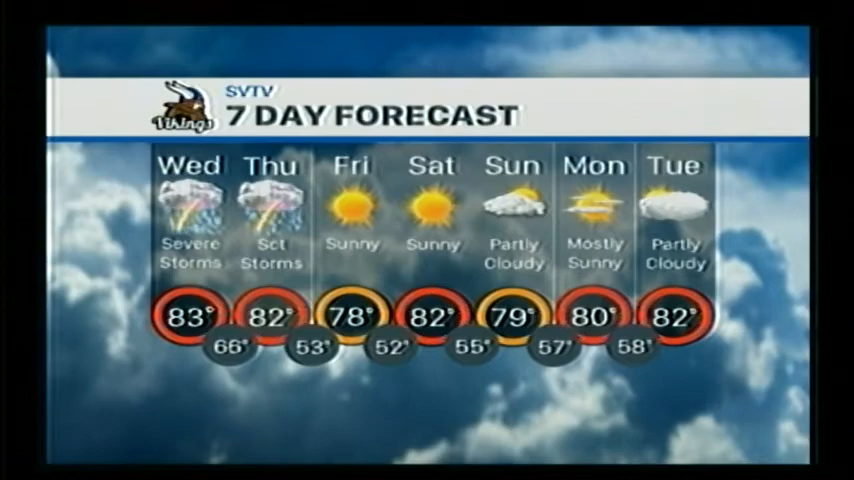 SVTV
7 DAY FORECAST
Vikings
Wed Thu Fri Sat Sun Mon Tue
Severe Storms Sct Storms Sunny Sunny Partly Cloudy Mostly Sunny Partly Cloudy
83° 82° 78° 82° 79° 80° 82°
66° 53° 52° 55° 57° 58°